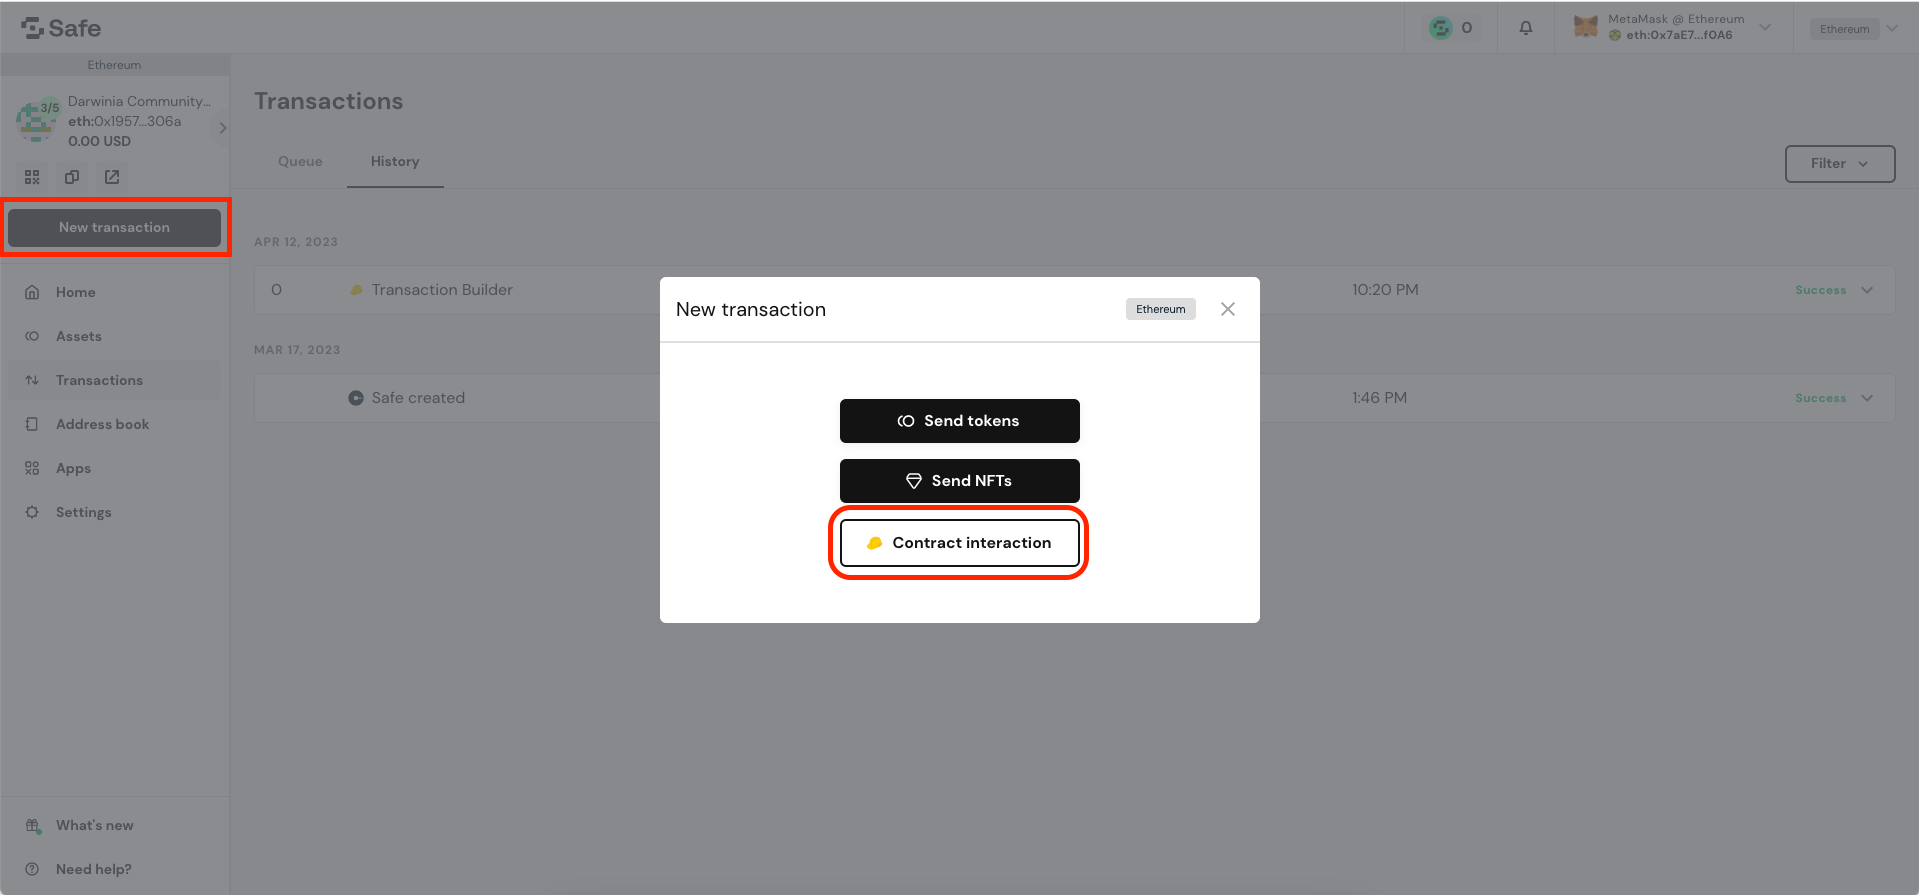 Safe
0
MetaMask @ Ethereum
eth:0x7aE7...f0A6
Ethereum
Ethereum
3/5
Darwinia Community...
eth:0x1957...306a
0.00 USD
New transaction
Home
Assets
Transactions
Address book
Apps
Settings
What's new
Need help?
Transactions
Queue
History
Filter
APR 12, 2023
0
Transaction Builder
10:20 PM
Success
MAR 17, 2023
Safe created
1:46 PM
Success
New transaction
Ethereum
Send tokens
Send NFTs
Contract interaction